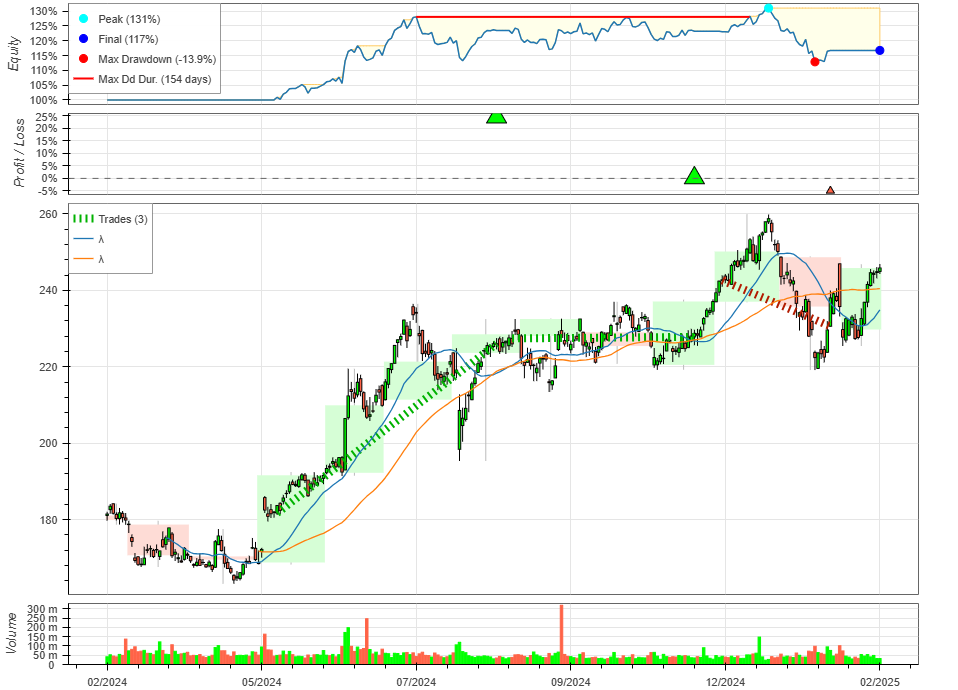 130%
125%
120%
115%
110%
105%
100%
Equity
Peak (131%)
Final (117%)
Max Drawdown (-13.9%)
Max Dd Dur. (154 days)
25%
20%
15%
10%
5%
0%
-5%
Profit / Loss
260
240
220
200
180
Trades (3)
λ
λ
300 m
250 m
200 m
150 m
100 m
50 m
0
Volume
02/2024
05/2024
07/2024
09/2024
12/2024
02/2025